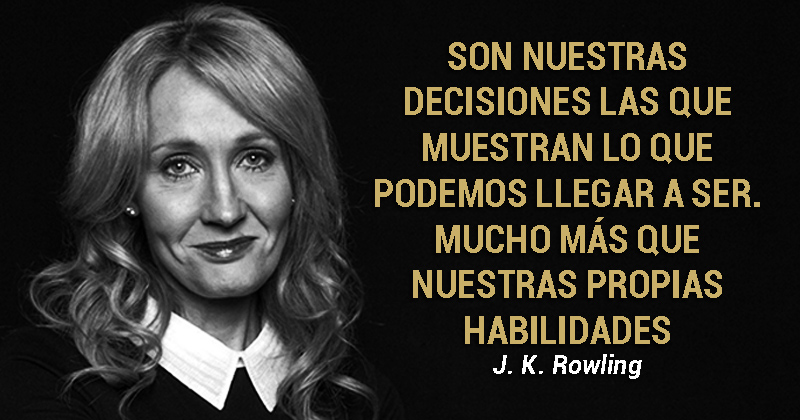 SON NUESTRAS
DECISIONES LAS QUE
MUESTRAN LO QUE
PODEMOS LLEGAR A SER.
MUCHO MÁS QUE
NUESTRAS PROPIAS
HABILIDADES
J. K. Rowling